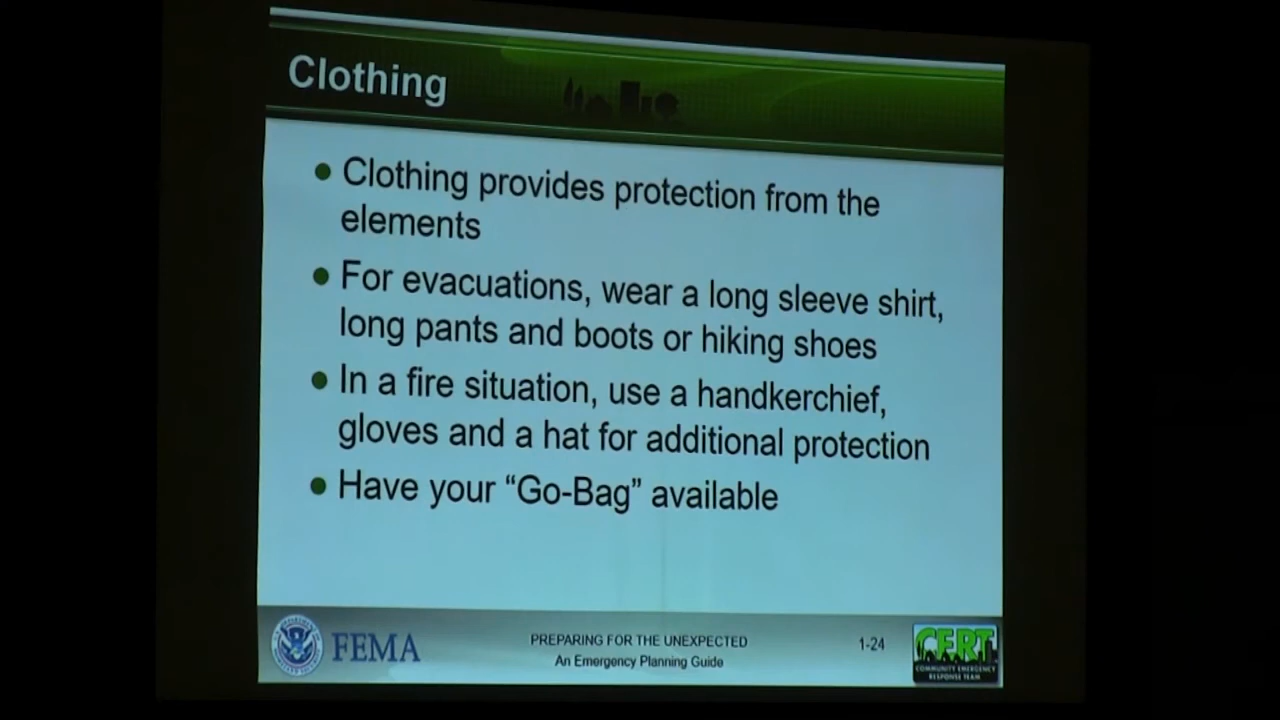 Clothing
• Clothing provides protection from the
elements
• For evacuations, wear a long sleeve shirt,
long pants and boots or hiking shoes
• In a fire situation, use a handkerchief,
gloves and a hat for additional protection
• Have your “Go-Bag” available
FEMA
PREPARING FOR THE UNEXPECTED
An Emergency Planning Guide
1-24
CERT
COMMUNITY EMERGENCY
RESPONSE TEAM